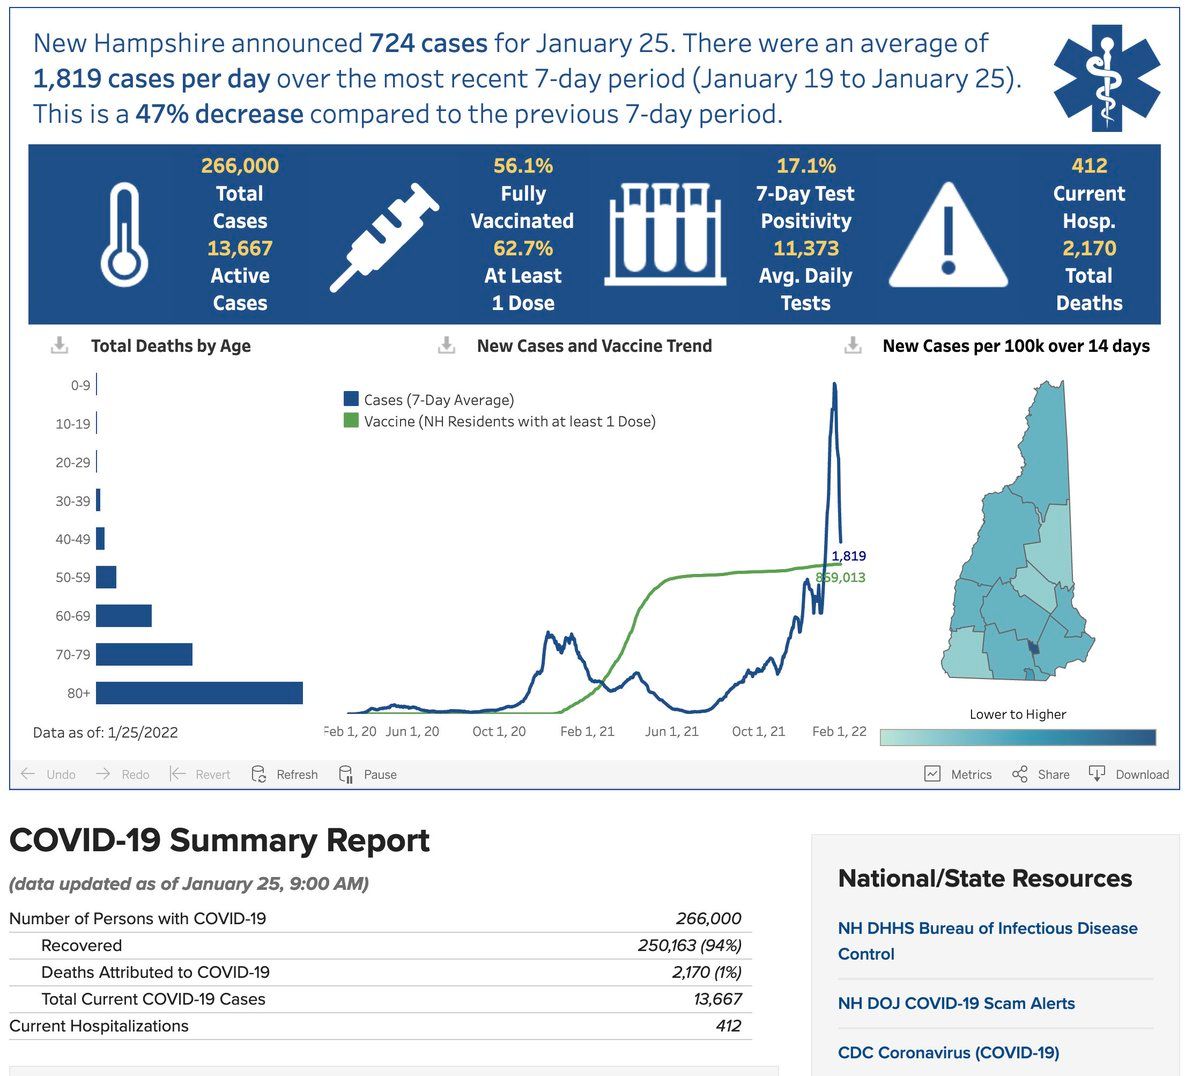 New Hampshire announced 724 cases for January 25. There were an average of
1,819 cases per day over the most recent 7-day period (January 19 to January 25).
This is a 47% decrease compared to the previous 7-day period.
266,000
Total
Cases
13,667
Active
Cases
56.1%
Fully
Vaccinated
62.7%
At Least
1 Dose
17.1%
7-Day Test
Positivity
11,373
Avg. Daily
Tests
412
Current
Hosp.
2,170
Total
Deaths
Total Deaths by Age
0-9
10-19
20-29
30-39
40-49
50-59
60-69
70-79
80+
Data as of: 1/25/2022
New Cases and Vaccine Trend
Cases (7-Day Average)
Vaccine (NH Residents with at least 1 Dose)
1,819
859,013
Feb 1, 20 Jun 1, 20 Oct 1, 20 Feb 1, 21 Jun 1, 21 Oct 1, 21 Feb 1, 22
New Cases per 100k over 14 days
Lower to Higher
Undo Redo Revert Refresh Pause Metrics Share Download
COVID-19 Summary Report
(data updated as of January 25, 9:00 AM)
Number of Persons with COVID-19 266,000
Recovered 250,163 (94%)
Deaths Attributed to COVID-19 2,170 (1%)
Total Current COVID-19 Cases 13,667
Current Hospitalizations 412
National/State Resources
NH DHHS Bureau of Infectious Disease
Control
NH DOJ COVID-19 Scam Alerts
CDC Coronavirus (COVID-19)